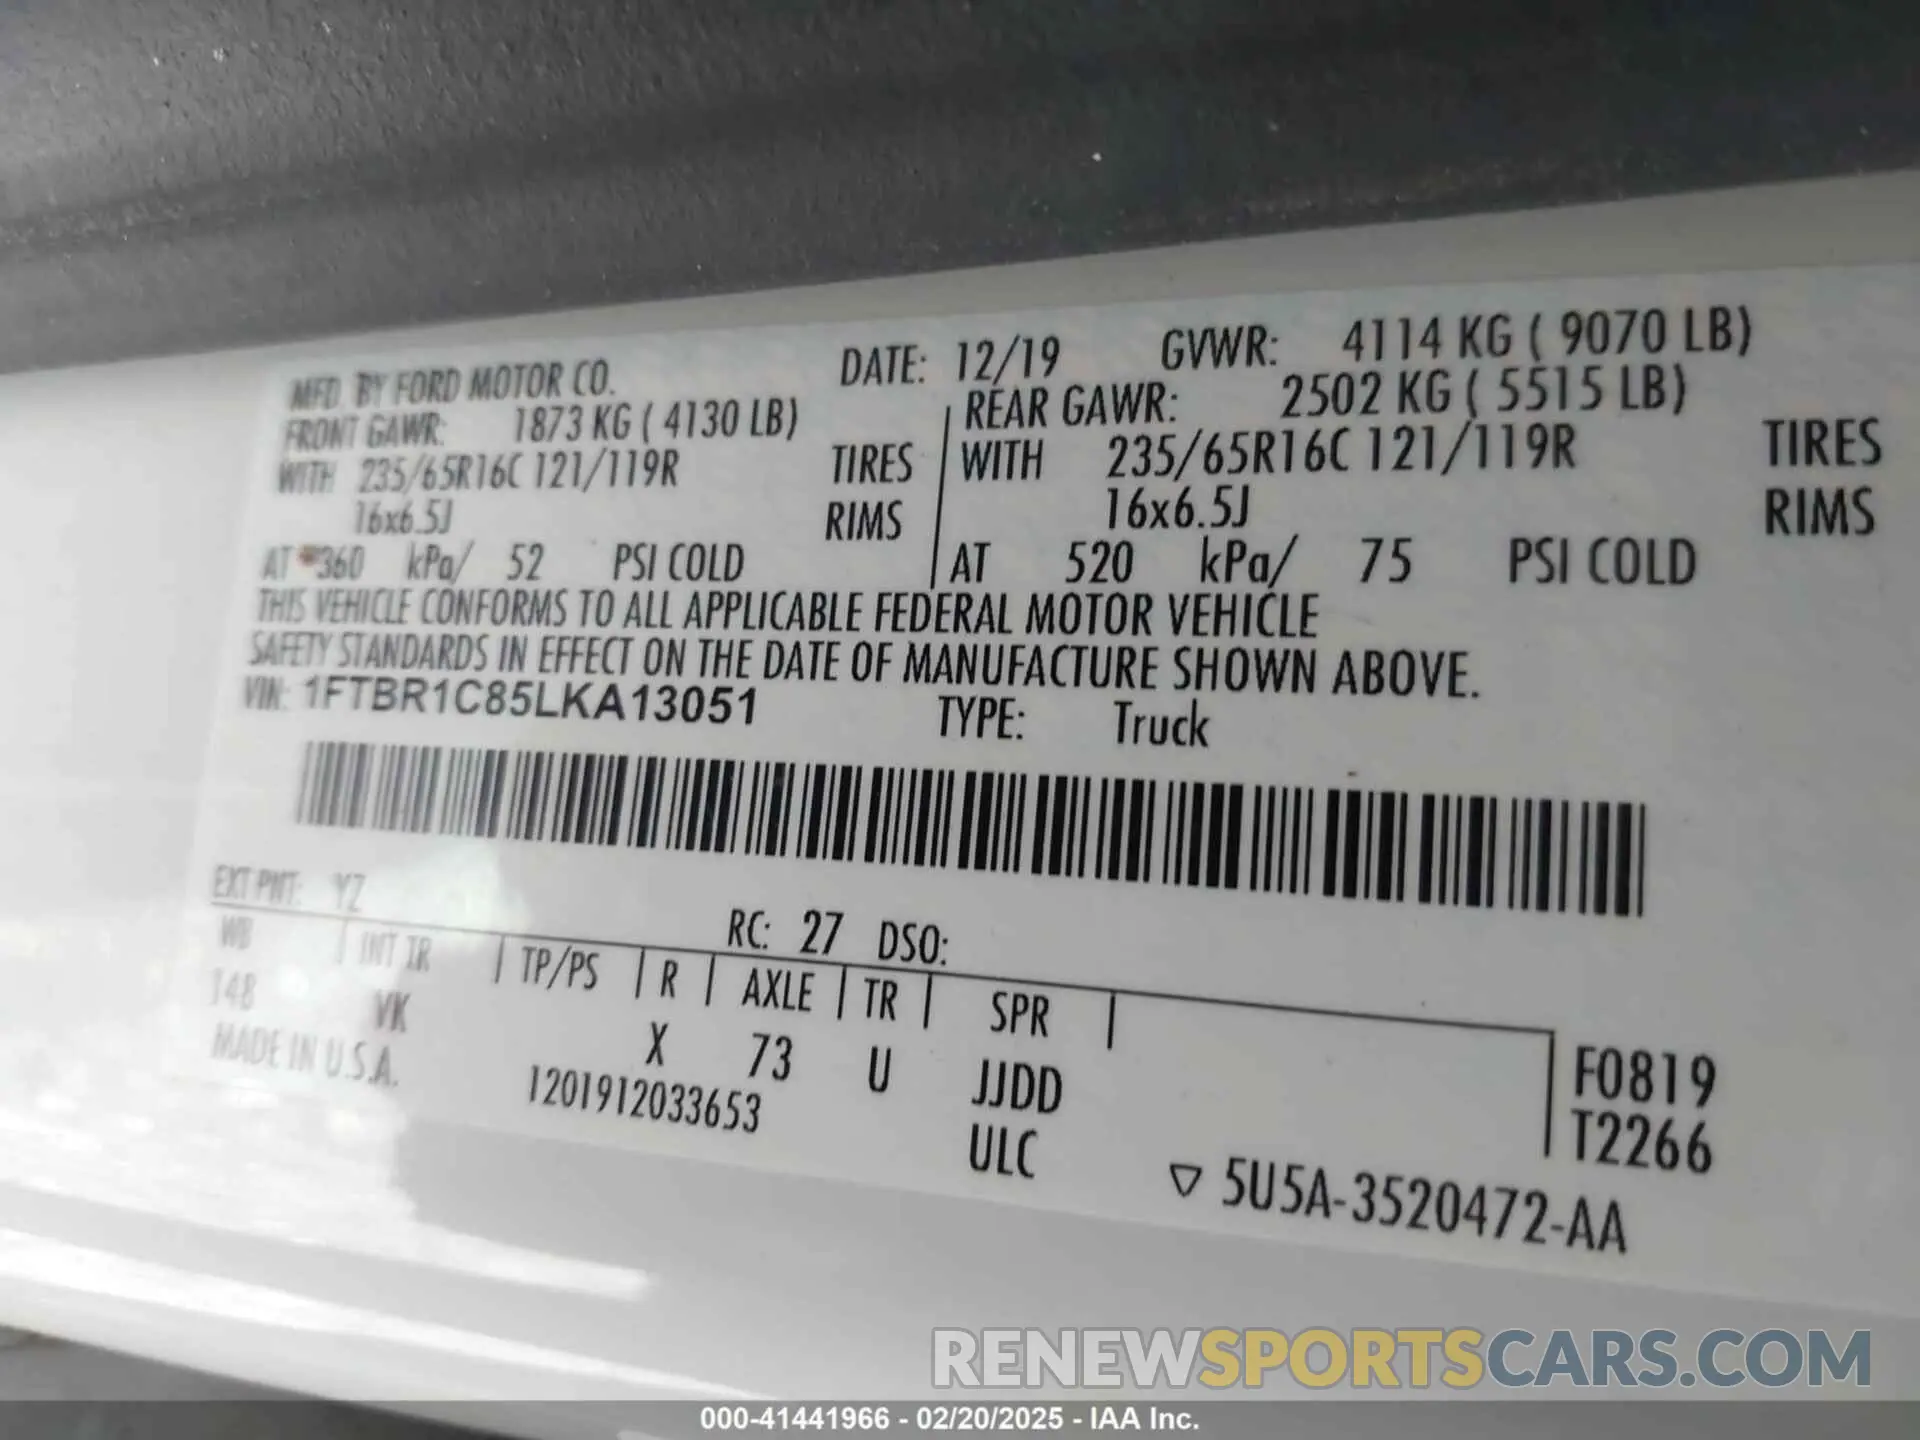 MFD. BY FORD MOTOR CO. DATE: 12/19 GVWR: 4114 KG ( 9070 LB)
FRONT GAWR: 1873 KG ( 4130 LB) REAR GAWR: 2502 KG ( 5515 LB)
WITH 235/65R16C 121/119R TIRES WITH 235/65R16C 121/119R TIRES
16x6.5J RIMS 16x6.5J RIMS
AT 360 kPa/ 52 PSI COLD AT 520 kPa/ 75 PSI COLD
THIS VEHICLE CONFORMS TO ALL APPLICABLE FEDERAL MOTOR VEHICLE
SAFETY STANDARDS IN EFFECT ON THE DATE OF MANUFACTURE SHOWN ABOVE.
VIN: 1FTBR1C85LKA13051 TYPE: Truck
EXT PNT: YZ RC: 27 DSO:
WB INT TR TP/PS R AXLE TR SPR
148 VK X 73 U JJDD F0819
MADE IN U.S.A. 1201912033653 ULC T2266
▽ 5U5A-3520472-AA
RENEWSPORTSCARS.COM
000-41441966 - 02/20/2025 - IAA Inc.